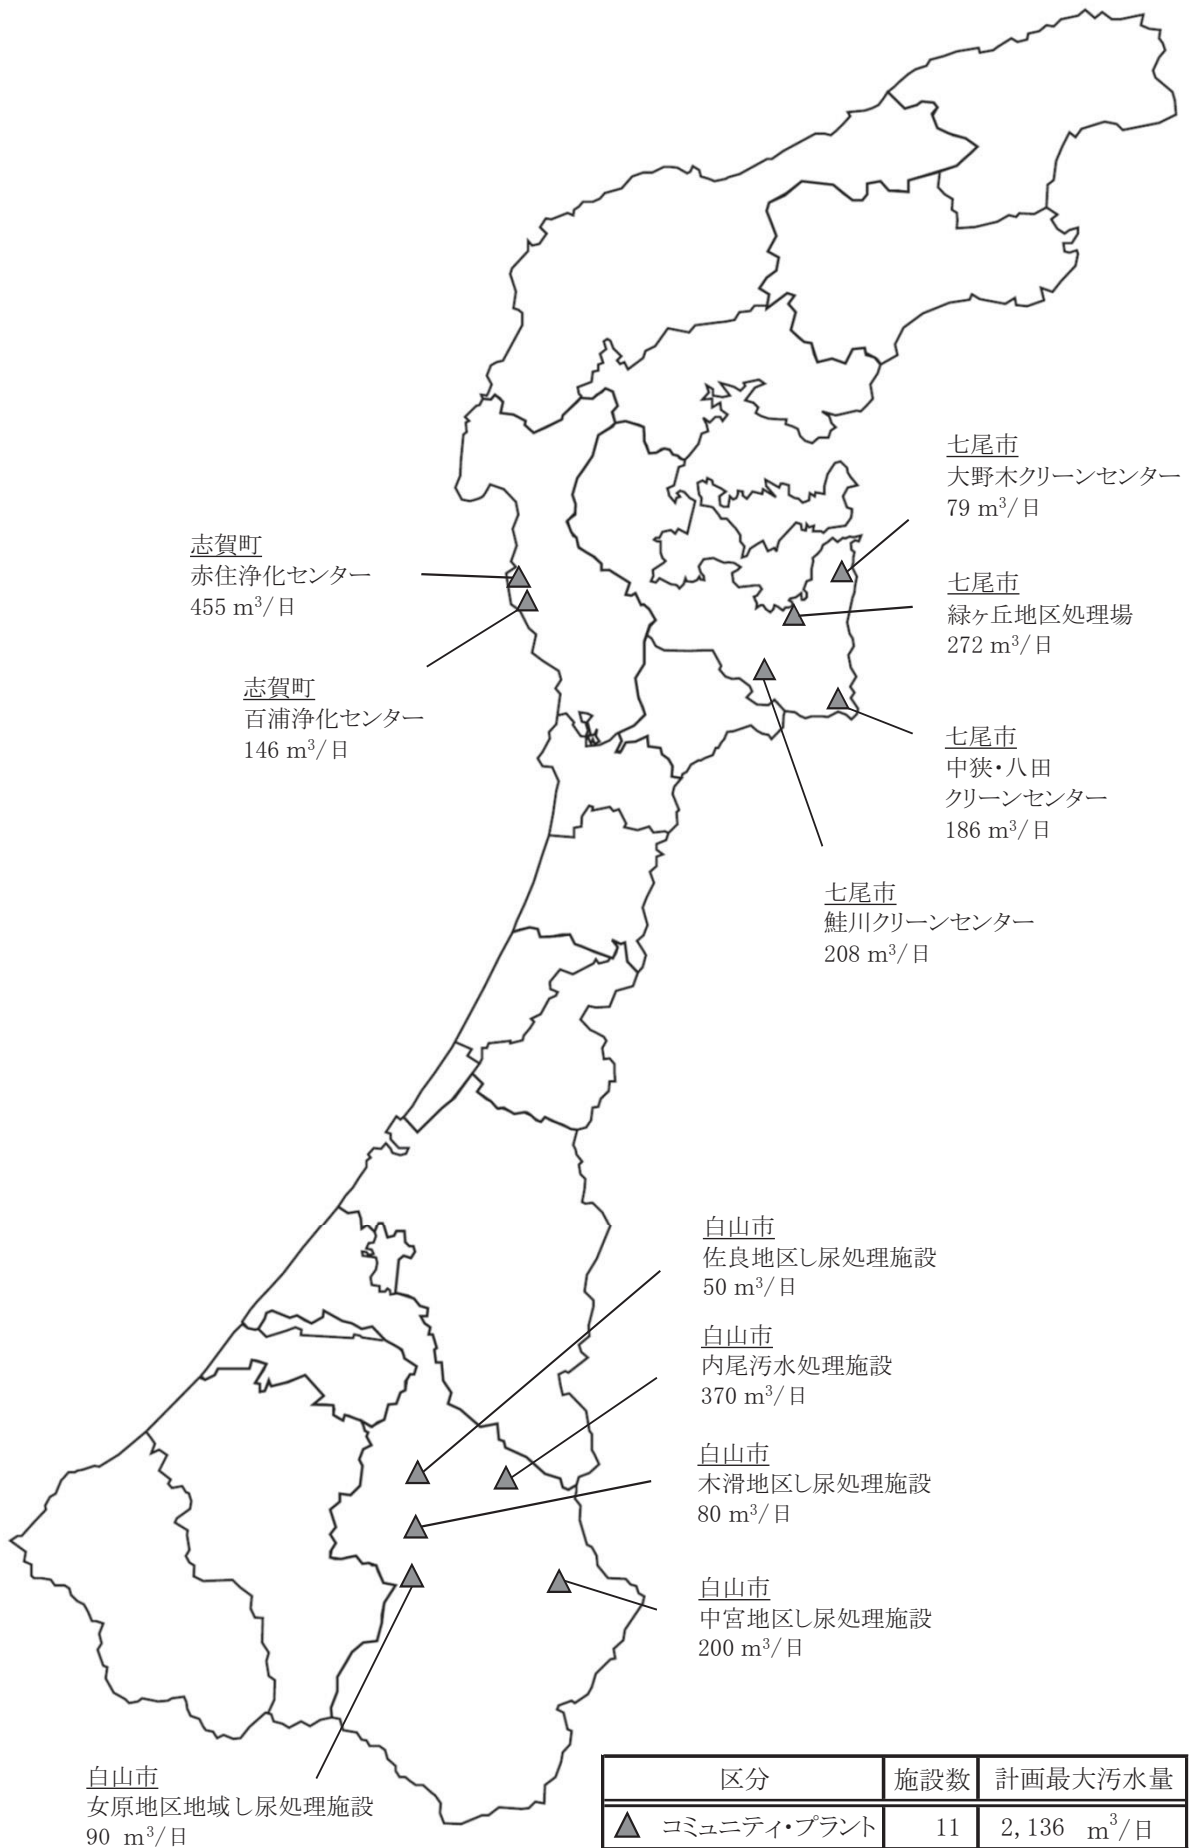 七尾市
大野木クリーンセンター
79 m³/日
志賀町
赤住浄化センター
455 m³/日
七尾市
緑ヶ丘地区処理場
272 m³/日
志賀町
百浦浄化センター
146 m³/日
七尾市
中狭・八田
クリーンセンター
186 m³/日
七尾市
鮭川クリーンセンター
208 m³/日
白山市
佐良地区し尿処理施設
50 m³/日
白山市
内尾汚水処理施設
370 m³/日
白山市
木滑地区し尿処理施設
80 m³/日
白山市
中宮地区し尿処理施設
200 m³/日
白山市
女原地区地域し尿処理施設
90 m³/日
区分 施設数 計画最大汚水量
コミュニティ・プラント 11 2,136 m³/日